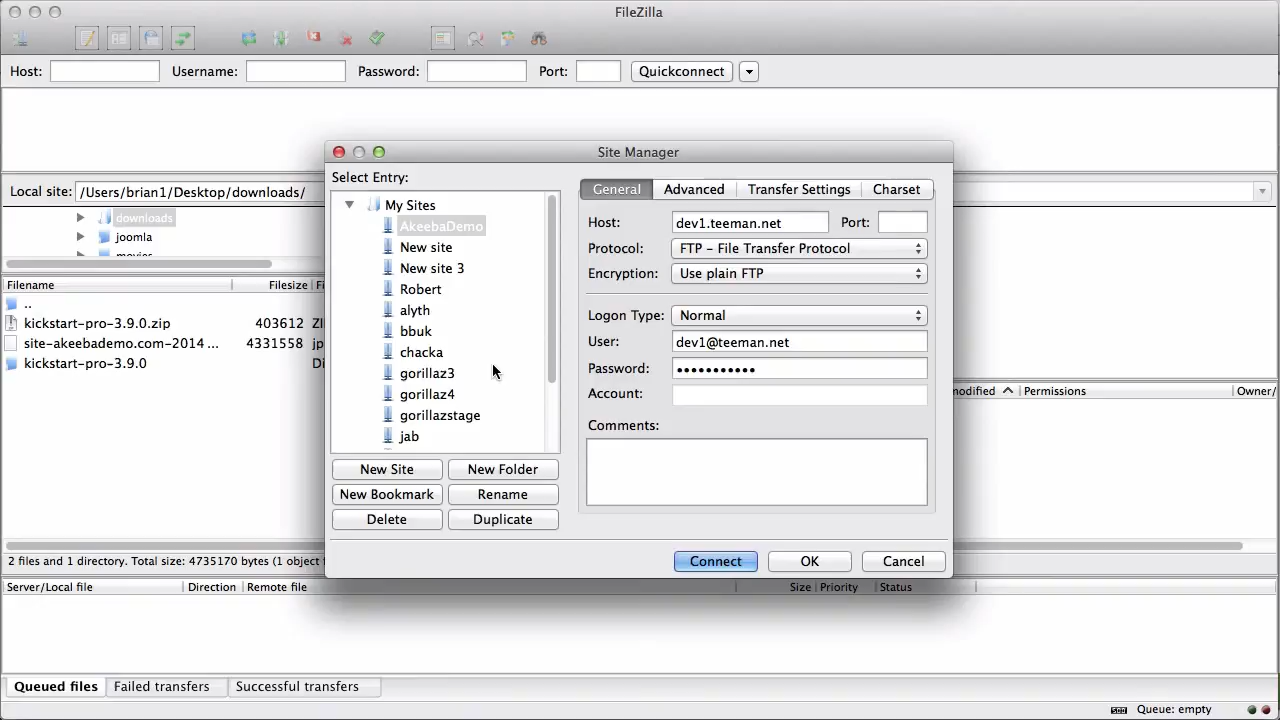 FileZilla
Host: Username: Password: Port: Quickconnect
Local site: /Users/brian1/Desktop/downloads/
downloads
joomla
movies
Filename Filesize
..
kickstart-pro-3.9.0.zip 403612
site-akeebademo.com-2014 ... 4331558 jp
kickstart-pro-3.9.0
2 files and 1 directory. Total size: 4735170 bytes (1 object
Site Manager
Select Entry:
My Sites
AkeebaDemo
New site
New site 3
Robert
alyth
bbuk
chacka
gorillaz3
gorillaz4
gorillazstage
jab
New Site New Folder
New Bookmark Rename
Delete Duplicate
General Advanced Transfer Settings Charset
Host: dev1.teeman.net Port:
Protocol: FTP – File Transfer Protocol
Encryption: Use plain FTP
Logon Type: Normal
User: dev1@teeman.net
Password: •••••••••••
Account:
Comments:
Connect OK Cancel
odified Permissions Owner/
Server/Local file Direction Remote file Size Priority Status
Queued files Failed transfers Successful transfers
Queue: empty